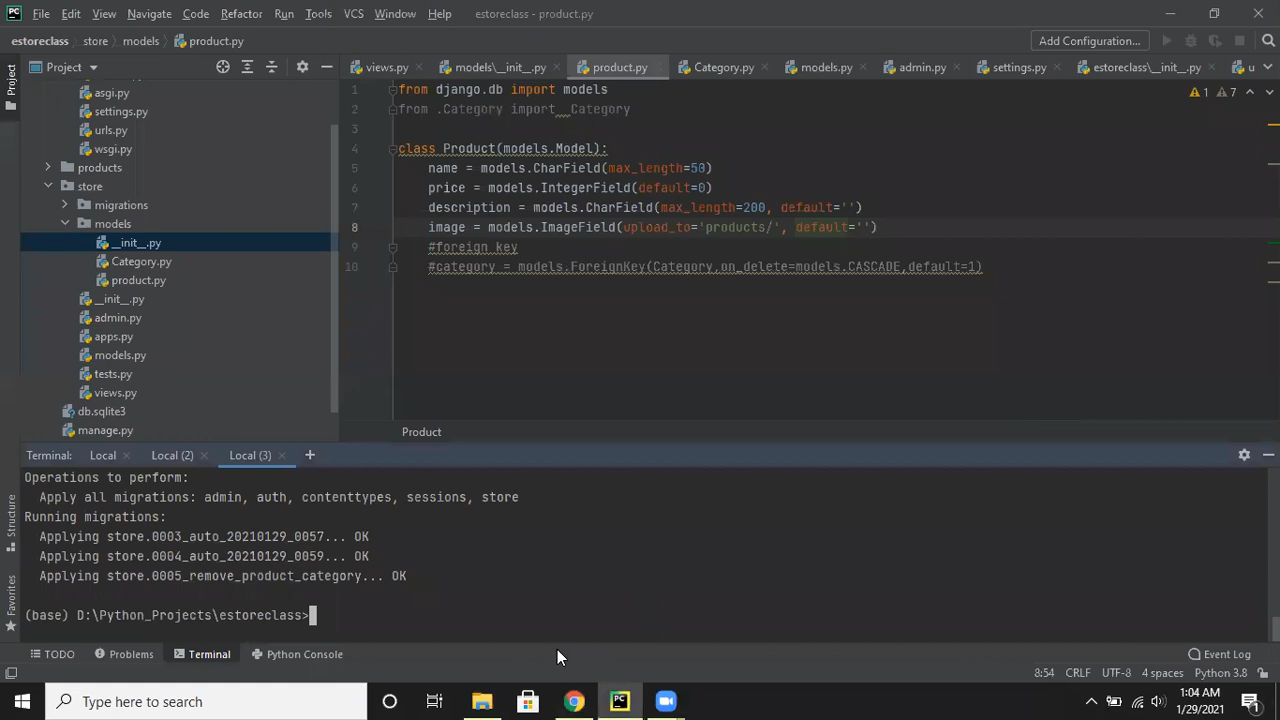 File Edit View Navigate Code Refactor Run Tools VCS Window Help estoreclass - product.py
estoreclass store models product.py Add Configuration...
Project
Project views.py models\__init__.py product.py Category.py models.py admin.py settings.py estoreclass\__init__.py u
asgi.py
settings.py
urls.py
wsgi.py
products
store
migrations
models
__init__.py
Category.py
product.py
__init__.py
admin.py
apps.py
models.py
tests.py
views.py
db.sqlite3
manage.py
1 from django.db import models
2 from .Category import  Category
3
4 class Product(models.Model):
5 name = models.CharField(max_length=50)
6 price = models.IntegerField(default=0)
7 description = models.CharField(max_length=200, default='')
8 image = models.ImageField(upload_to='products/', default='')
9 #foreign key
10 #category = models.ForeignKey(Category,on_delete=models.CASCADE,default=1)
1 7
Product
Terminal: Local Local (2) Local (3) +
Operations to perform:
Apply all migrations: admin, auth, contenttypes, sessions, store
Running migrations:
Applying store.0003_auto_20210129_0057... OK
Applying store.0004_auto_20210129_0059... OK
Applying store.0005_remove_product_category... OK
(base) D:\Python_Projects\estoreclass>
Structure
Favorites
TODO Problems Terminal Python Console Event Log
8:54 CRLF UTF-8 4 spaces Python 3.8
Type here to search
1:04 AM
1/29/2021